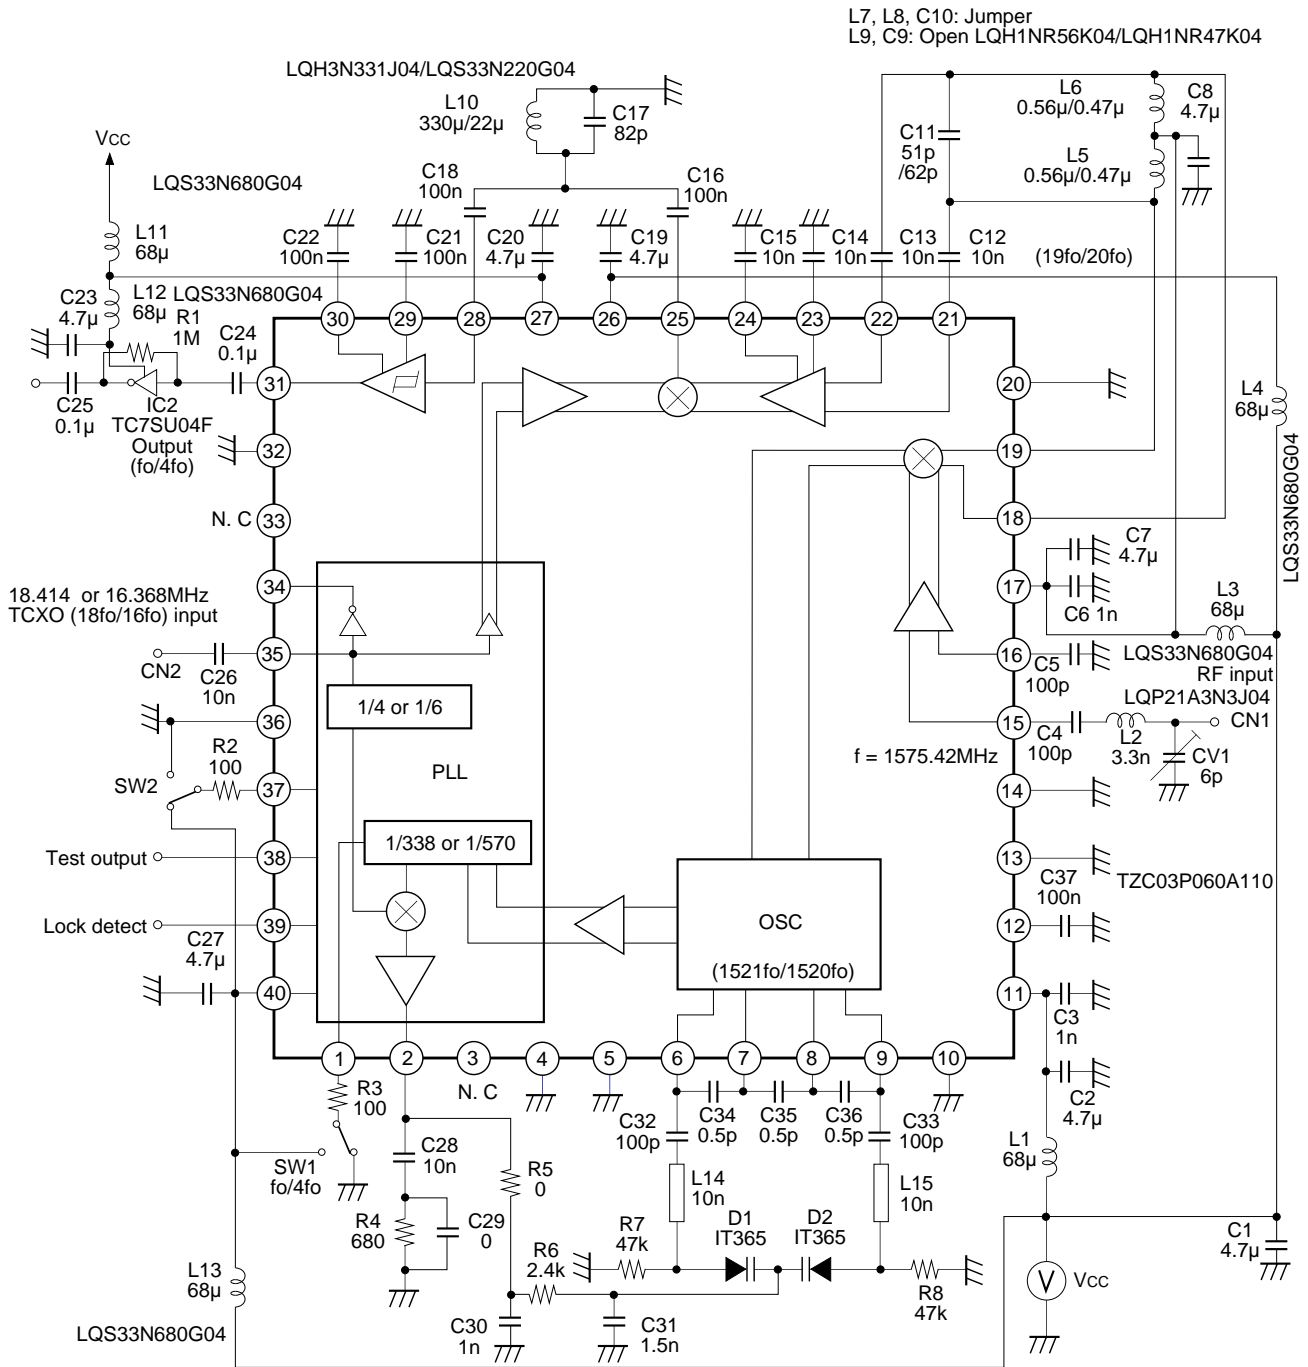 L7, L8, C10: Jumper
L9, C9: Open LQH1NR56K04/LQH1NR47K04
LQH3N331J04/LQS33N220G04
L10
330µ/22µ
C17
82p
L6
0.56µ/0.47µ
C8
4.7µ
C11
51p
/62p
L5
0.56µ/0.47µ
VCC
LQS33N680G04
C18
100n
C16
100n
L11
68µ
C22
100n
C21
100n
C20
4.7µ
C19
4.7µ
C15
10n
C14
10n
C13
10n
C12
10n
(19fo/20fo)
C23
4.7µ
L12
68µ
LQS33N680G04
R1
1M
C24
0.1µ
30
29
28
27
26
25
24
23
22
21
31
C25
0.1µ
IC2
TC7SU04F
Output
(fo/4fo)
20
L4
68µ
LQS33N680G04
32
19
N. C
33
18
C7
4.7µ
34
17
C6 1n
L3
68µ
18.414 or 16.368MHz
TCXO (18fo/16fo) input
35
CN2
C26
10n
16
C5
100p
LQS33N680G04
RF input
LQP21A3N3J04
1/4 or 1/6
36
15
C4
100p
L2
3.3n
CN1
CV1
6p
R2
100
SW2
37
PLL
f = 1575.42MHz
14
1/338 or 1/570
Test output
38
13
TZC03P060A110
C37
100n
Lock detect
39
12
OSC
(1521fo/1520fo)
C27
4.7µ
40
11
C3
1n
1
2
3
4
5
6
7
8
9
10
N. C
R3
100
C2
4.7µ
C32
100p
C34
0.5p
C35
0.5p
C36
0.5p
C33
100p
C28
10n
L1
68µ
SW1
fo/4fo
R5
0
L14
10n
L15
10n
R4
680
C29
0
R7
47k
D1
IT365
D2
IT365
C1
4.7µ
L13
68µ
R6
2.4k
V
VCC
R8
47k
LQS33N680G04
C30
1n
C31
1.5n